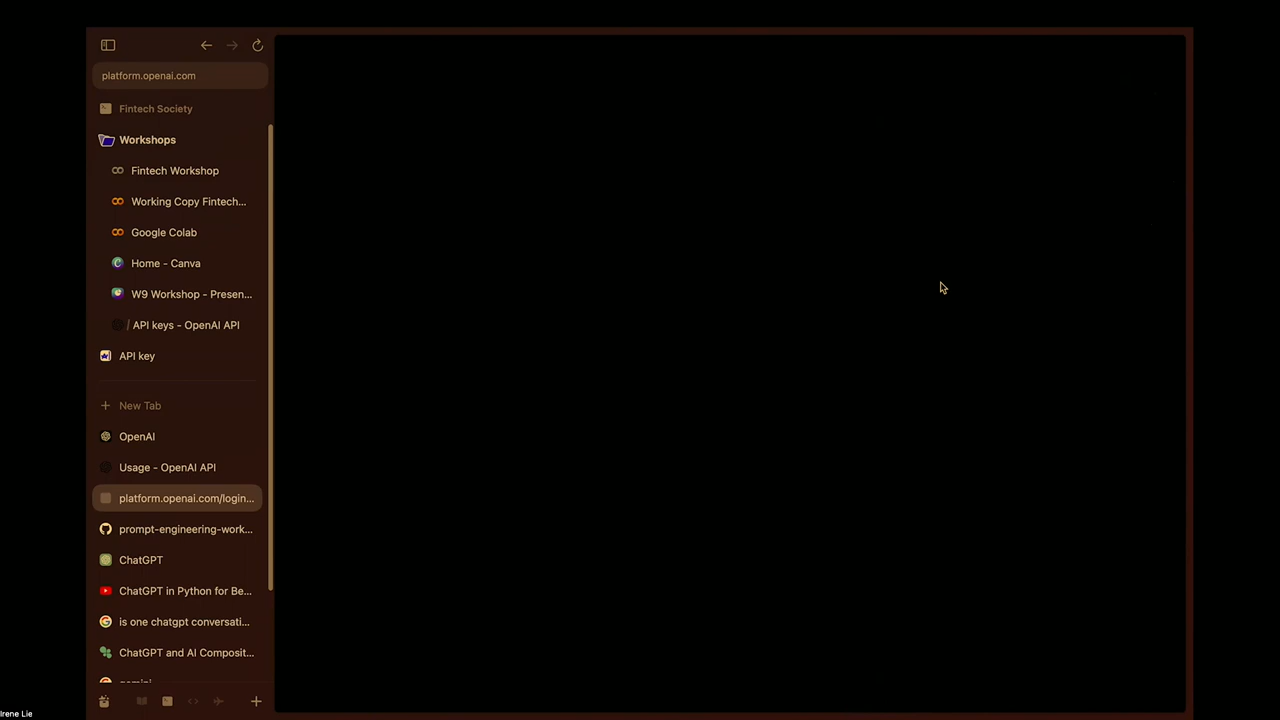 platform.openai.com
Fintech Society
Workshops
Fintech Workshop
Working Copy Fintech...
Google Colab
Home - Canva
W9 Workshop - Presen...
/ API keys - OpenAI API
API key
New Tab
OpenAI
Usage - OpenAI API
platform.openai.com/login...
prompt-engineering-work...
ChatGPT
ChatGPT in Python for Be...
is one chatgpt conversati...
ChatGPT and AI Composit...
gemini
Irene Lie